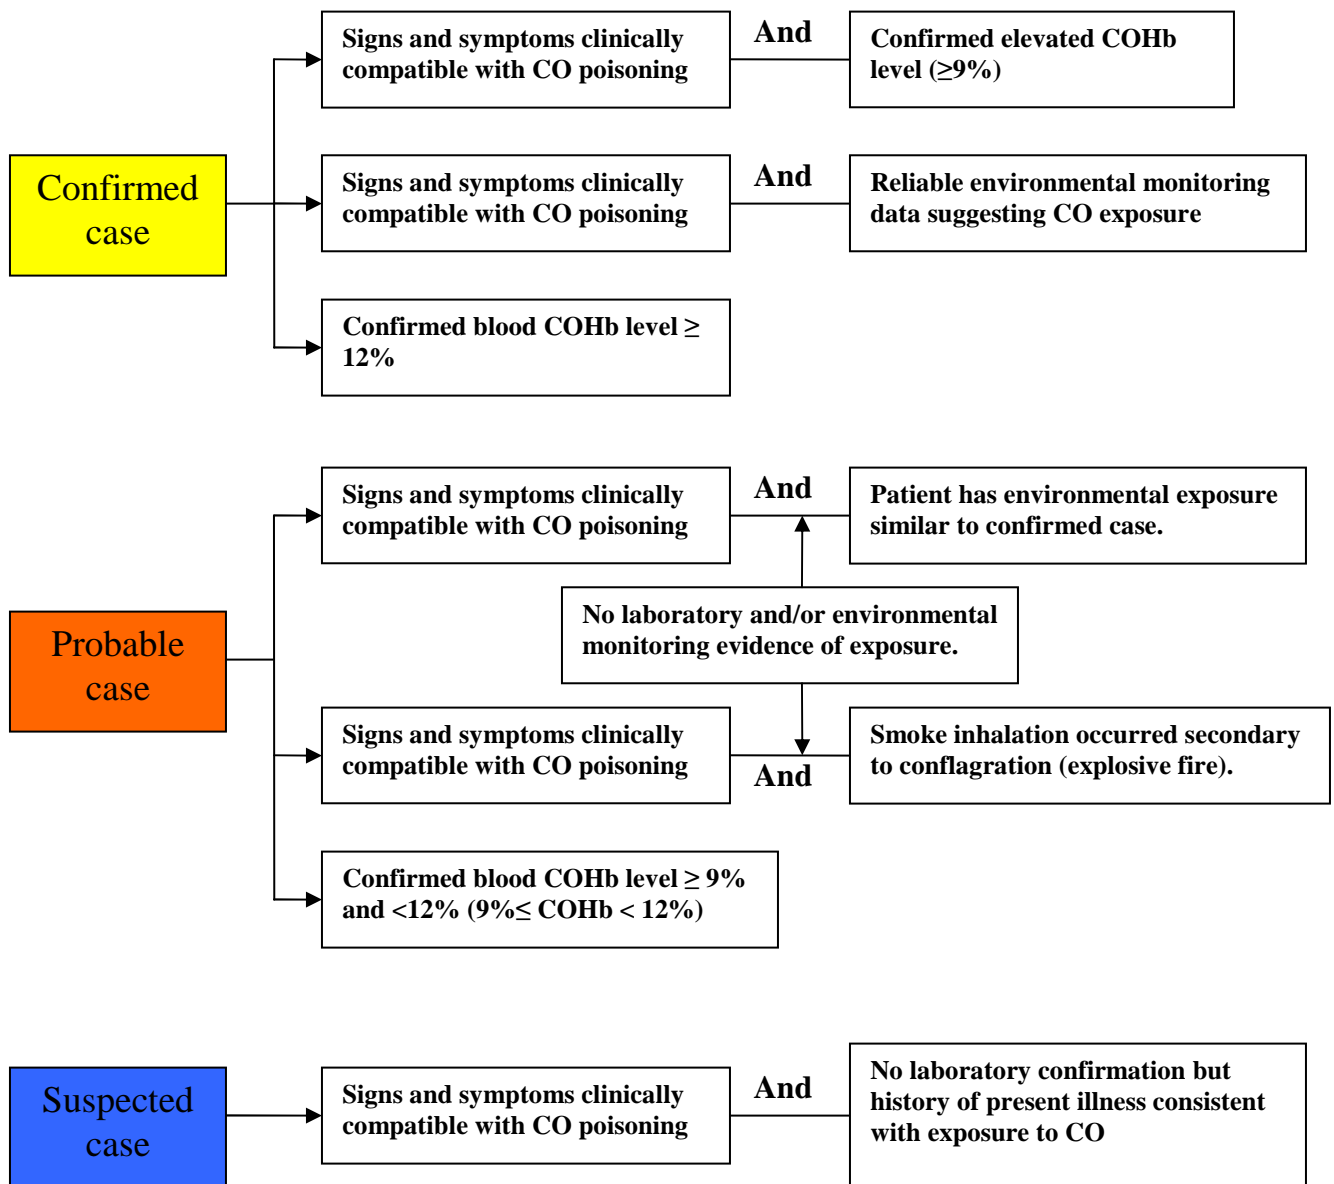 Signs and symptoms clinically
compatible with CO poisoning
And
Confirmed elevated COHb
level (≥9%)
Confirmed
case
Signs and symptoms clinically
compatible with CO poisoning
And
Reliable environmental monitoring
data suggesting CO exposure
Confirmed blood COHb level ≥
12%
Signs and symptoms clinically
compatible with CO poisoning
And
Patient has environmental exposure
similar to confirmed case.
No laboratory and/or environmental
monitoring evidence of exposure.
Probable
case
Signs and symptoms clinically
compatible with CO poisoning
And
Smoke inhalation occurred secondary
to conflagration (explosive fire).
Confirmed blood COHb level ≥ 9%
and <12% (9%≤ COHb < 12%)
Suspected
case
Signs and symptoms clinically
compatible with CO poisoning
And
No laboratory confirmation but
history of present illness consistent
with exposure to CO